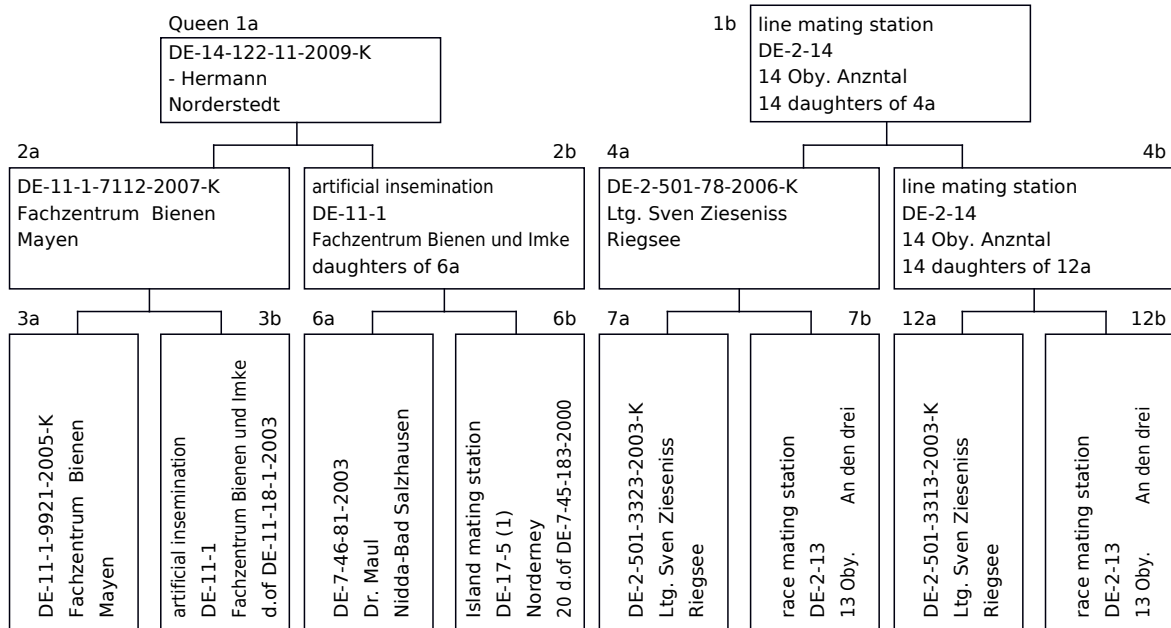 Queen 1a
DE-14-122-11-2009-K
- Hermann
Norderstedt
1b
line mating station
DE-2-14
14 Oby. Anzntal
14 daughters of 4a
2a
DE-11-1-7112-2007-K
Fachzentrum Bienen
Mayen
2b
artificial insemination
DE-11-1
Fachzentrum Bienen und Imke
daughters of 6a
4a
DE-2-501-78-2006-K
Ltg. Sven Zieseniss
Riegsee
4b
line mating station
DE-2-14
14 Oby. Anzntal
14 daughters of 12a
3a
DE-11-1-9921-2005-K
Fachzentrum Bienen
Mayen
3b
artificial insemination
DE-11-1
Fachzentrum Bienen und Imke
d.of DE-11-18-1-2003
6a
DE-7-46-81-2003
Dr. Maul
Nidda-Bad Salzhausen
6b
Island mating station
DE-17-5 (1)
Norderney
20 d.of DE-7-45-183-2000
7a
DE-2-501-3323-2003-K
Ltg. Sven Zieseniss
Riegsee
7b
race mating station
DE-2-13
13 Oby. An den drei
12a
DE-2-501-3313-2003-K
Ltg. Sven Zieseniss
Riegsee
12b
race mating station
DE-2-13
13 Oby. An den drei